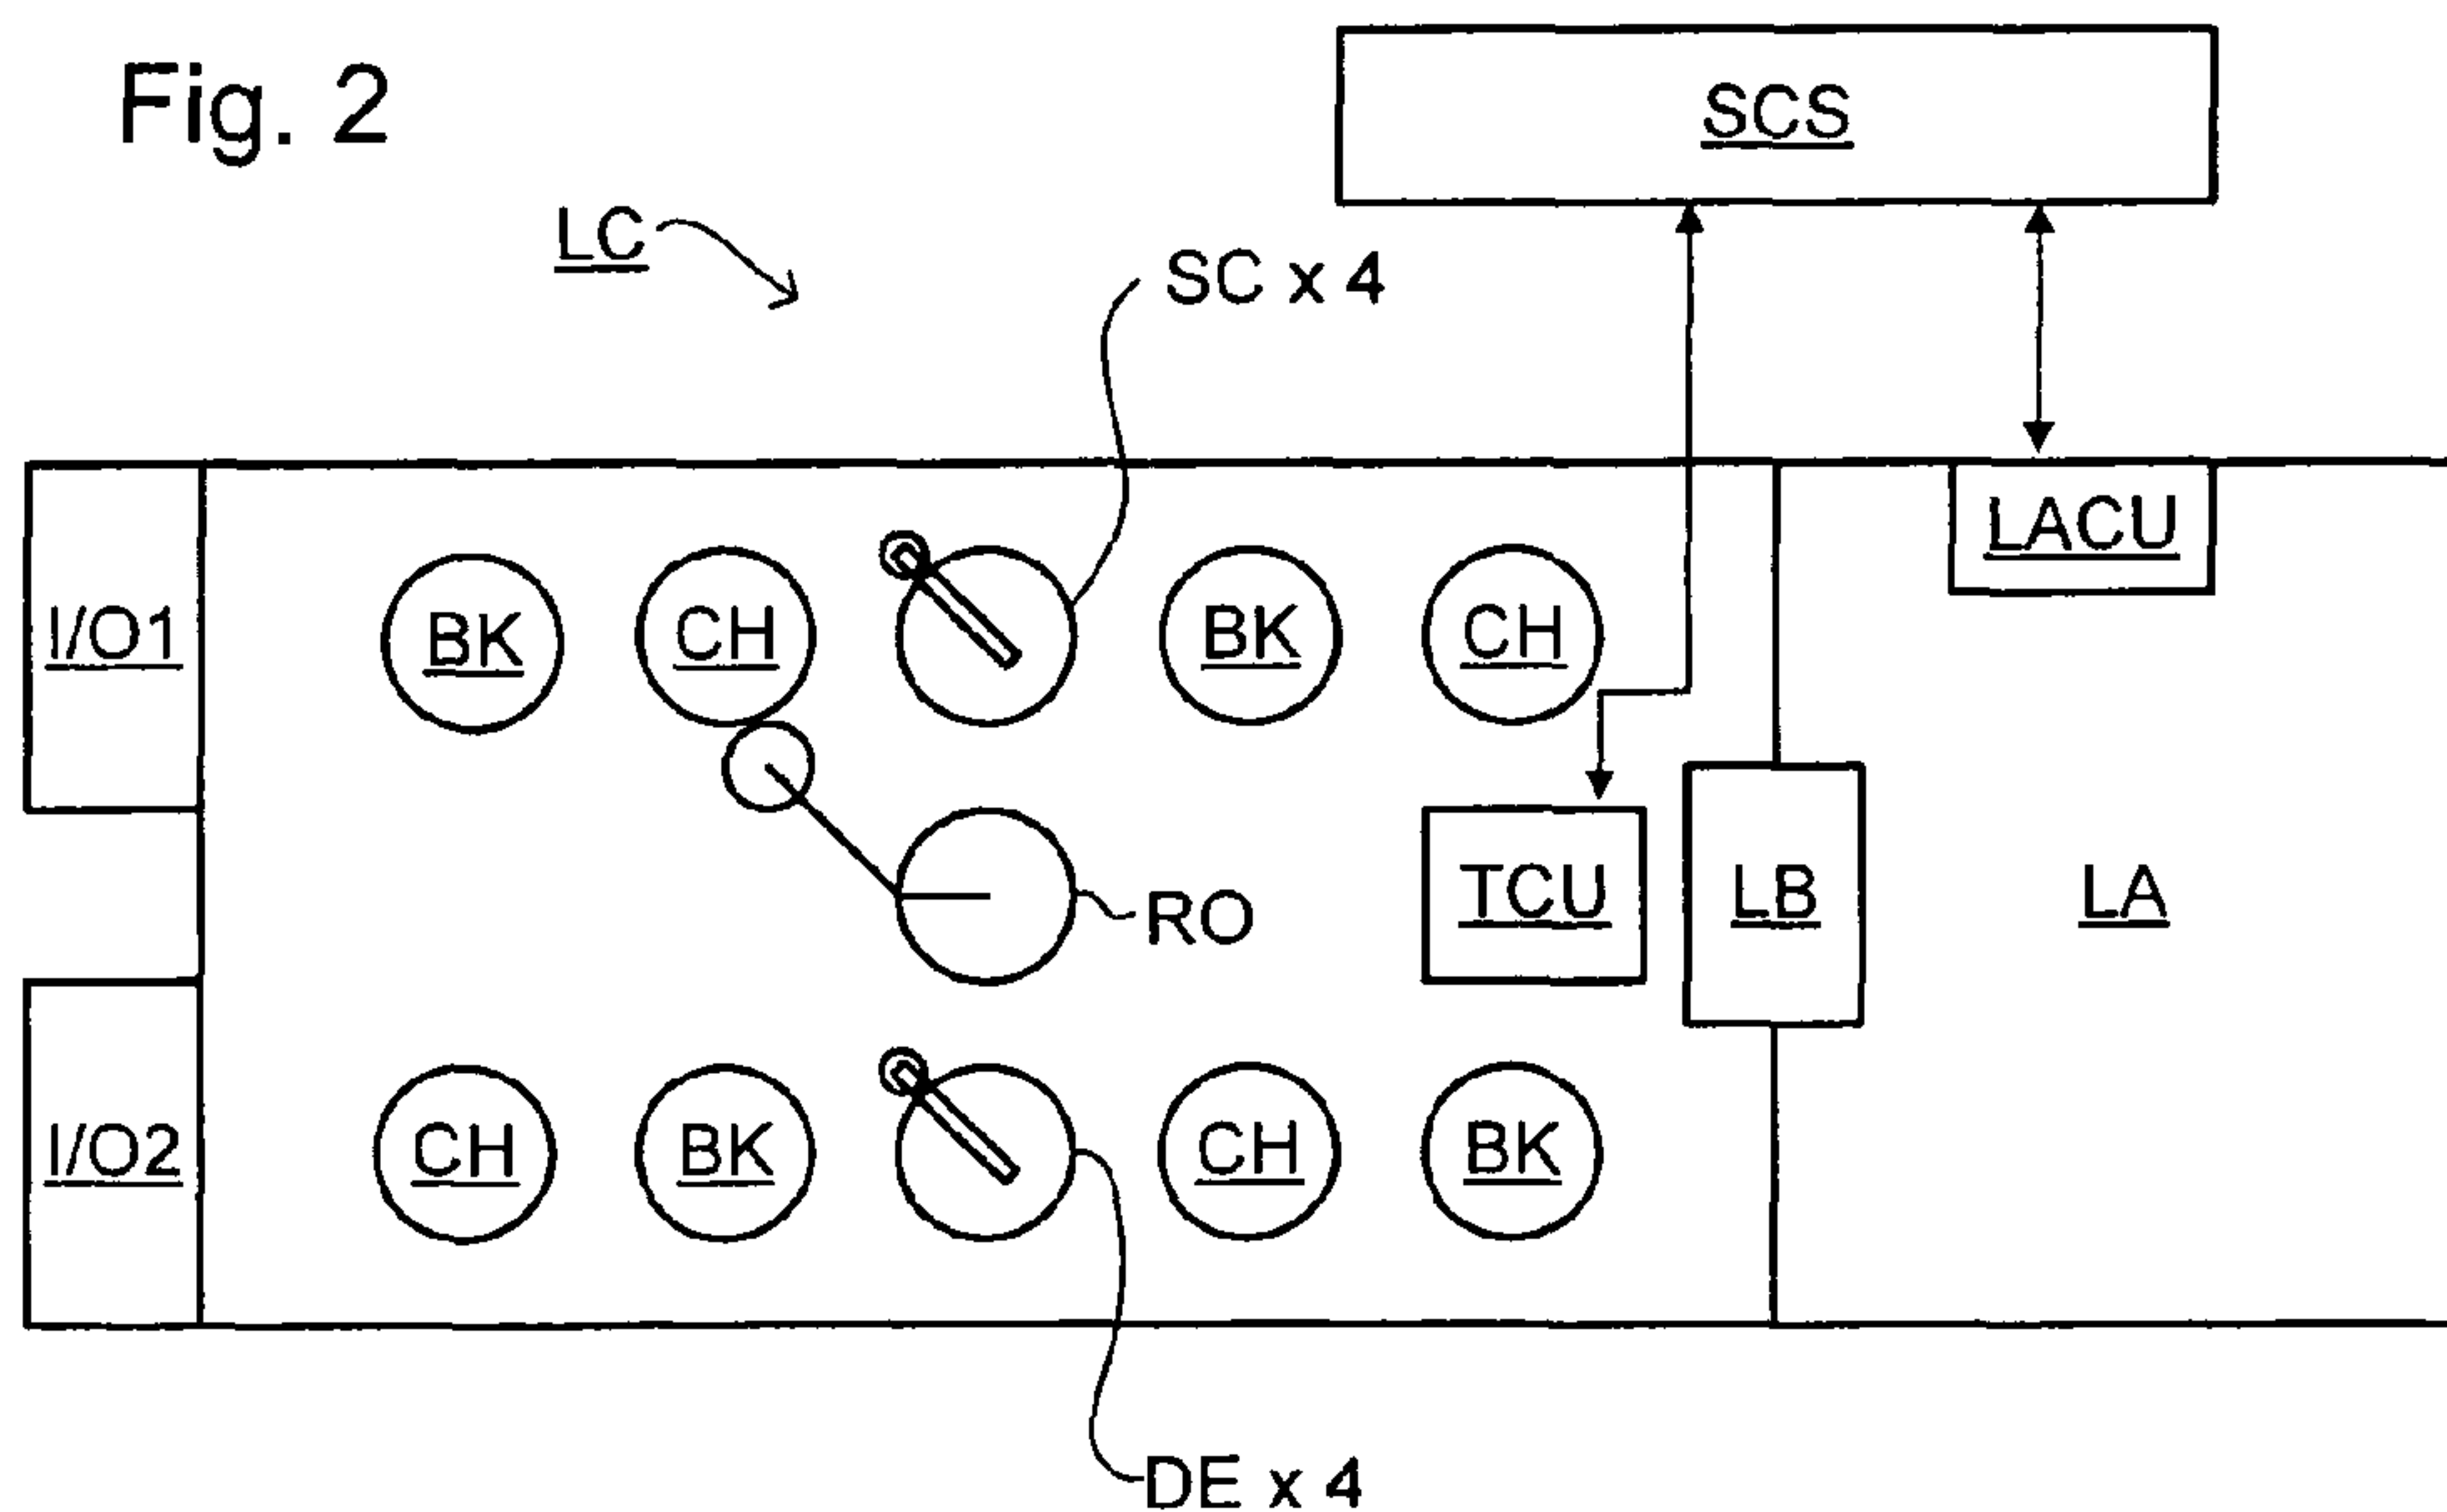 Fig. 2
SCS
LC
SC x 4
LACU
I/O1
BK
CH
BK
CH
RO
TCU
LB
LA
I/O2
CH
BK
CH
BK
DE x 4